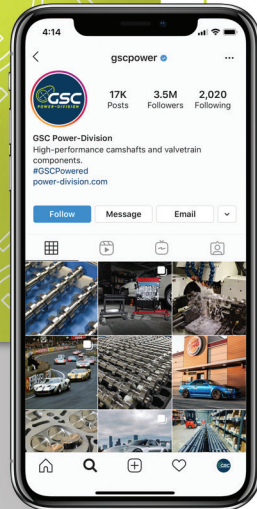 4:14
gscpower
GSC
POWER-DIVISION
17K 3.5M 2,020
Posts Followers Following
GSC Power-Division
High-performance camshafts and valvetrain
components.
#GSCPowered
power-division.com
Follow Message Email
GSC